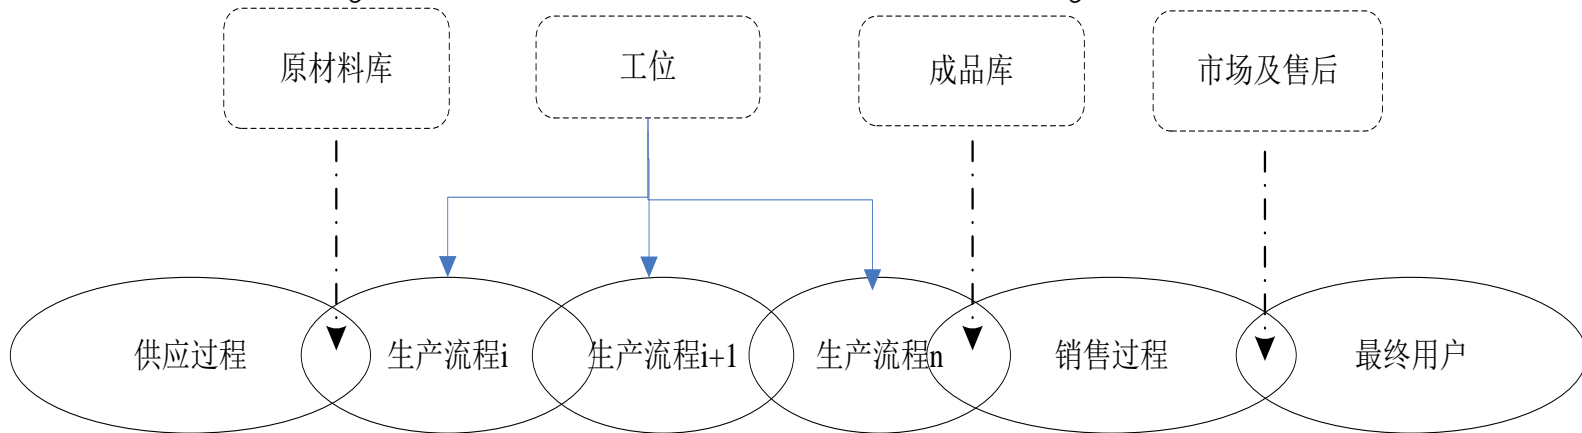 原材料库
工位
成品库
市场及售后
供应过程
生产流程i
生产流程i+1
生产流程n
销售过程
最终用户